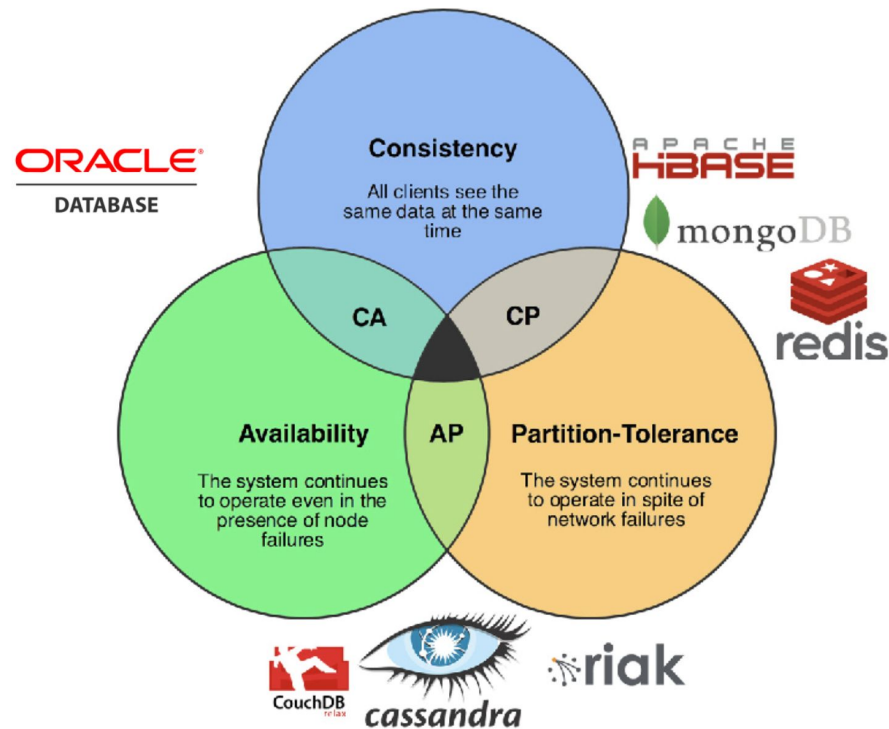 Consistency
All clients see the
same data at the same
time
ORACLE®
DATABASE
APACHE
HBASE
mongoDB
redis
CA
CP
Availability
AP
Partition-Tolerance
The system continues
to operate even in the
presence of node
failures
The system continues
to operate in spite of
network failures
CouchDB
relax
cassandra
riak